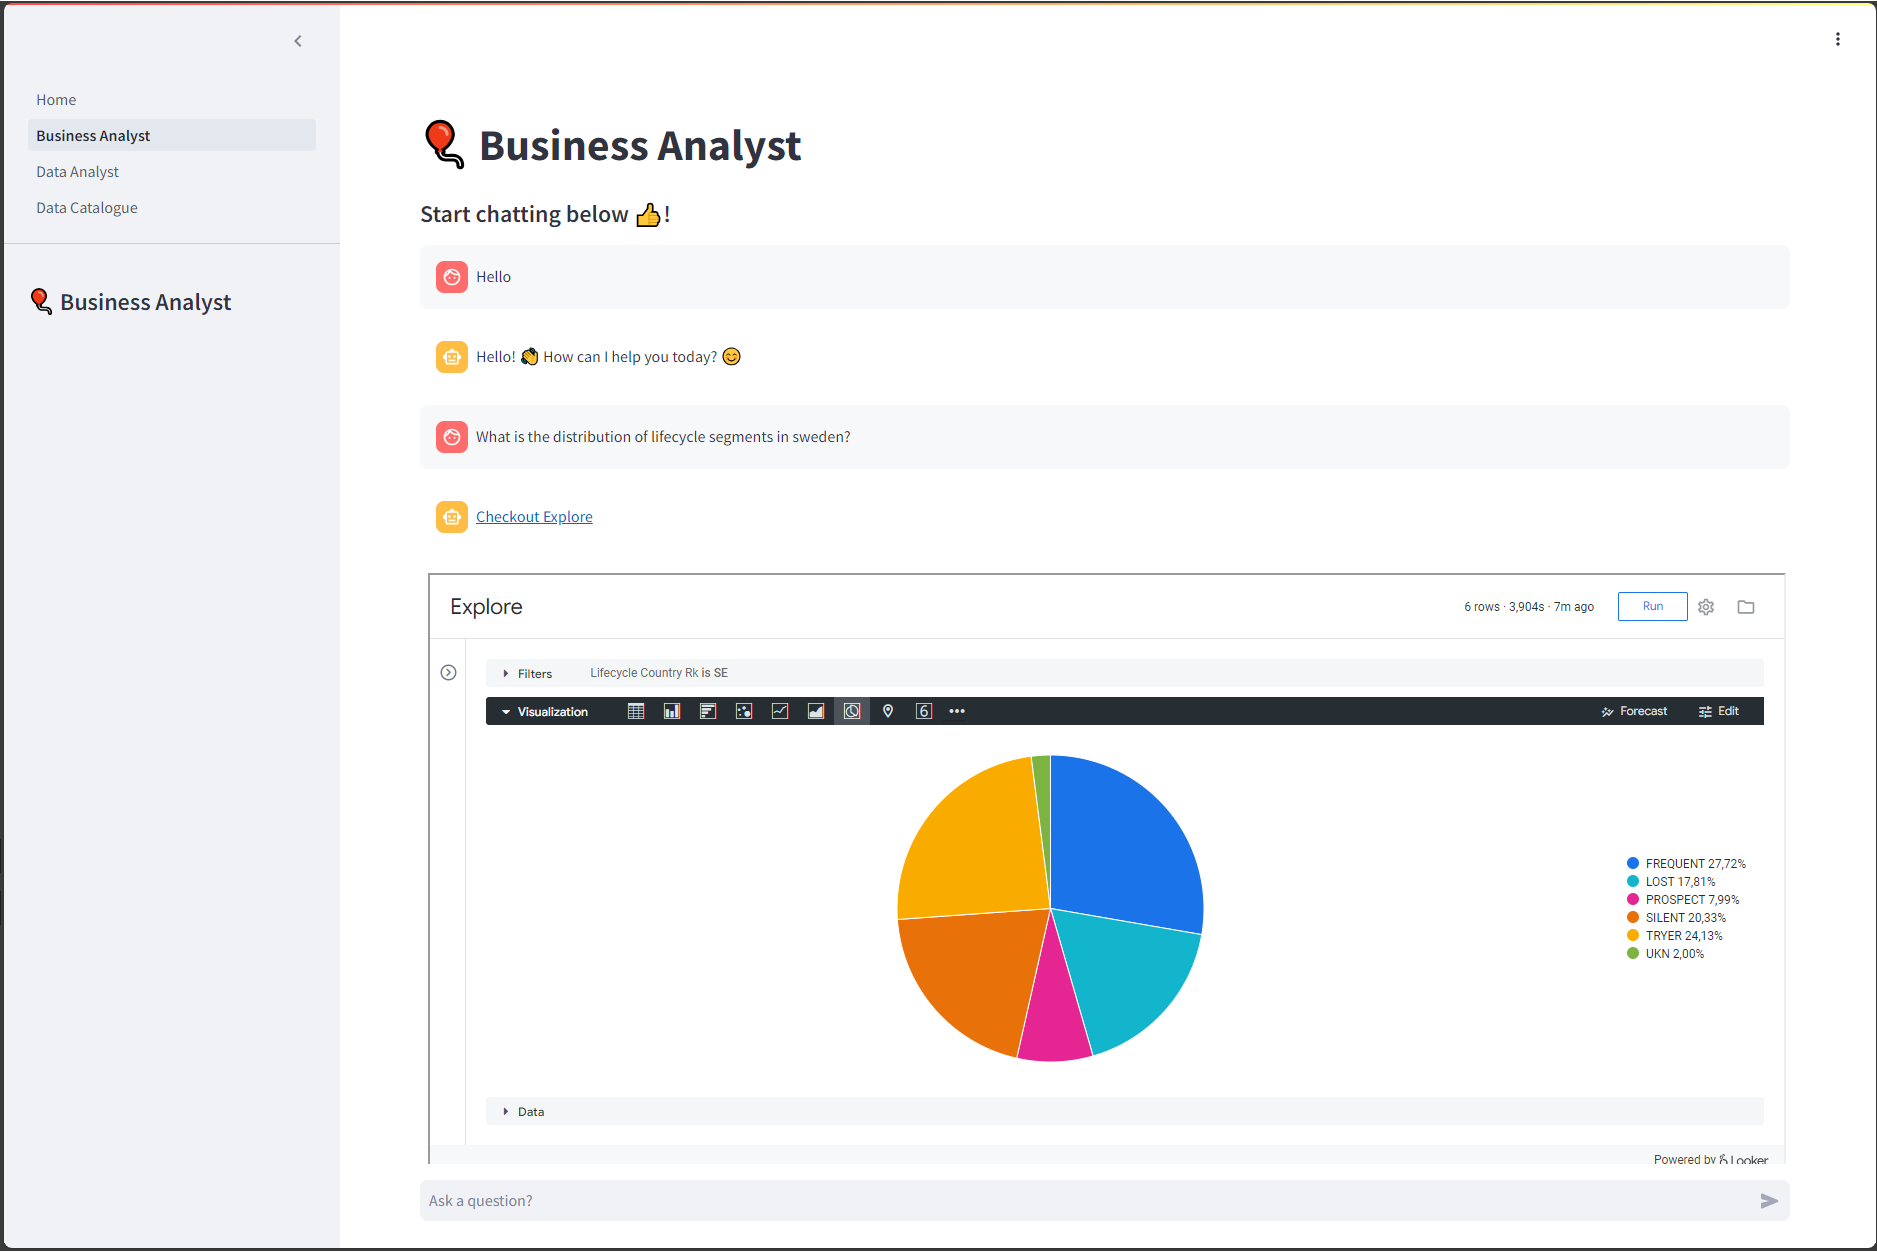 Home
Business Analyst
Data Analyst
Data Catalogue
Business Analyst
Business Analyst
Start chatting below 👍!
Hello
Hello! 👋 How can I help you today? 😊
What is the distribution of lifecycle segments in sweden?
Checkout Explore
Explore
6 rows · 3,904s · 7m ago
Run
Filters
Lifecycle Country Rk is SE
Visualization
6
Forecast
Edit
FREQUENT 27,72%
LOST 17,81%
PROSPECT 7,99%
SILENT 20,33%
TRYER 24,13%
UKN 2,00%
Data
Powered by Looker
Ask a question?